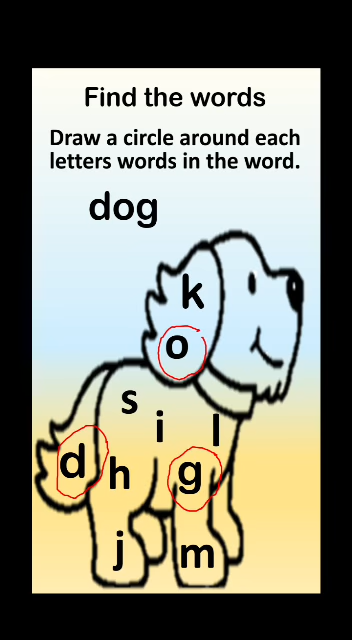 Find the words
Draw a circle around each
letters words in the word.
dog
k
o
s
i l
d h g
j m